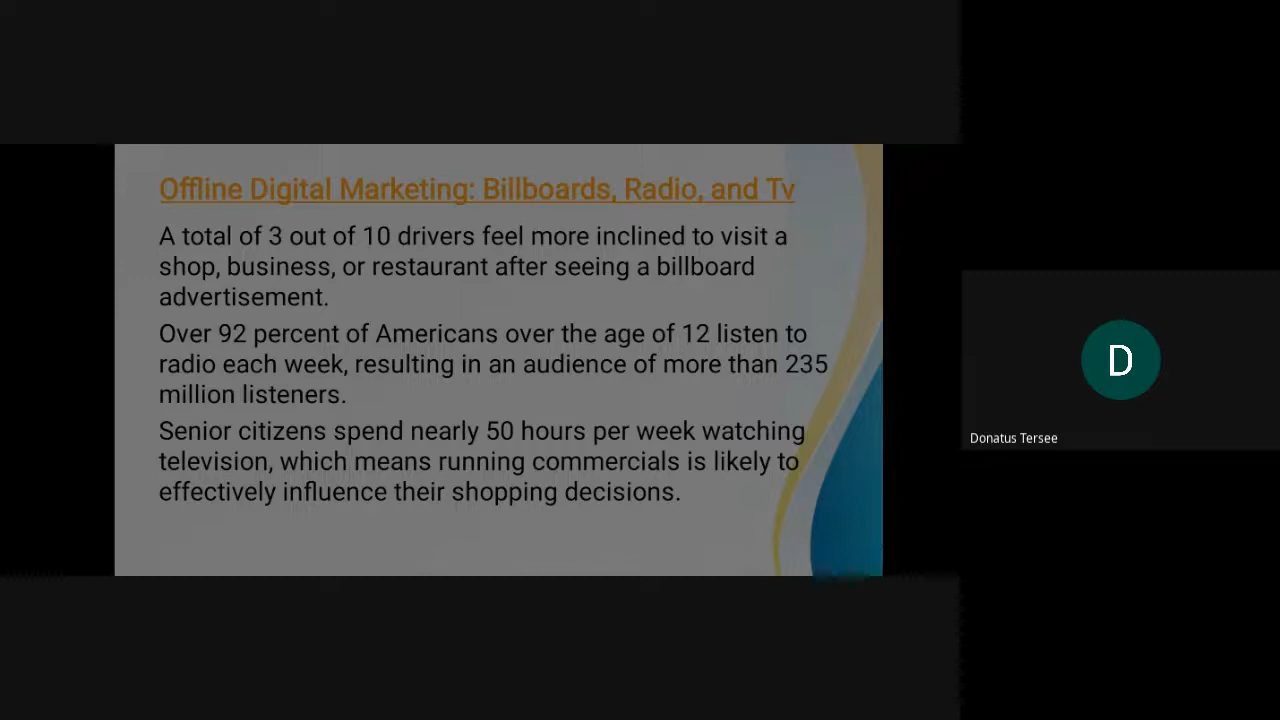 Offline Digital Marketing: Billboards, Radio, and Tv
A total of 3 out of 10 drivers feel more inclined to visit a
shop, business, or restaurant after seeing a billboard
advertisement.
Over 92 percent of Americans over the age of 12 listen to
radio each week, resulting in an audience of more than 235
million listeners.
Senior citizens spend nearly 50 hours per week watching
television, which means running commercials is likely to
effectively influence their shopping decisions.
D
Donatus Tersee